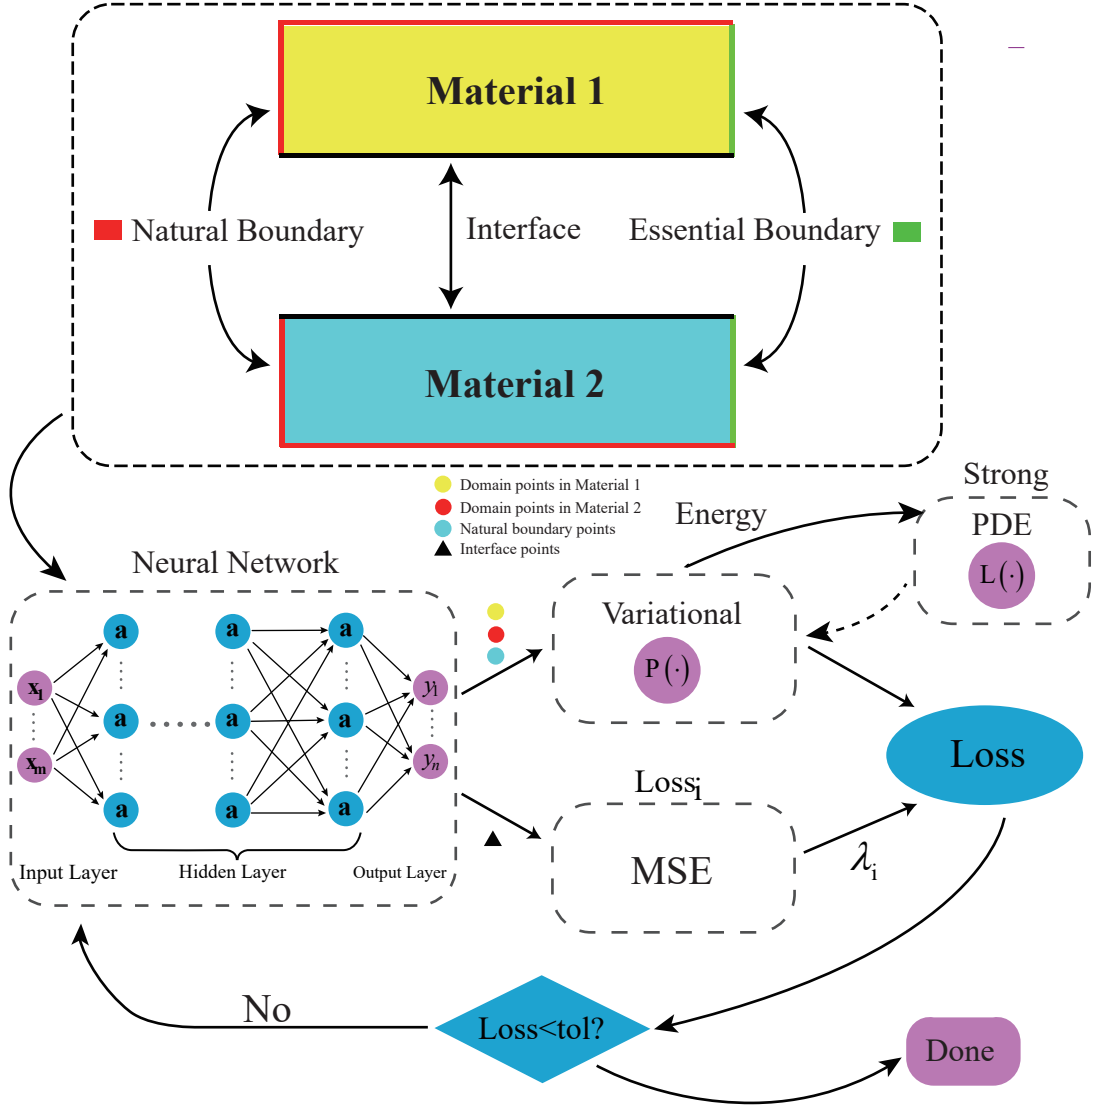 Material 1
Natural Boundary
Interface
Essential Boundary
Material 2
Domain points in Material 1
Domain points in Material 2
Natural boundary points
Interface points
Energy
Strong
PDE
L(·)
Neural Network
Variational
P(·)
a a a
x₁ y₁
a a a
xₘ yₙ
a a a
Input Layer
Hidden Layer
Output Layer
Loss
Lossᵢ
MSE
λᵢ
No
Loss<tol?
Done